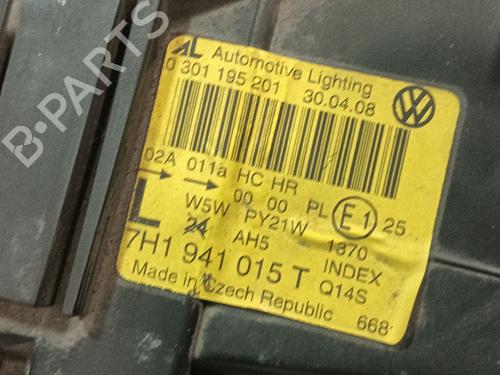 B-PARTS
AL Automotive Lighting
0 301 195 201 30.04.08
02A 011a HC HR
00 00 PL E1 25
L W5W PY21W 1870
24 AH5 INDEX
7H1 941 015 T Q14S
Made in Czech Republic 668